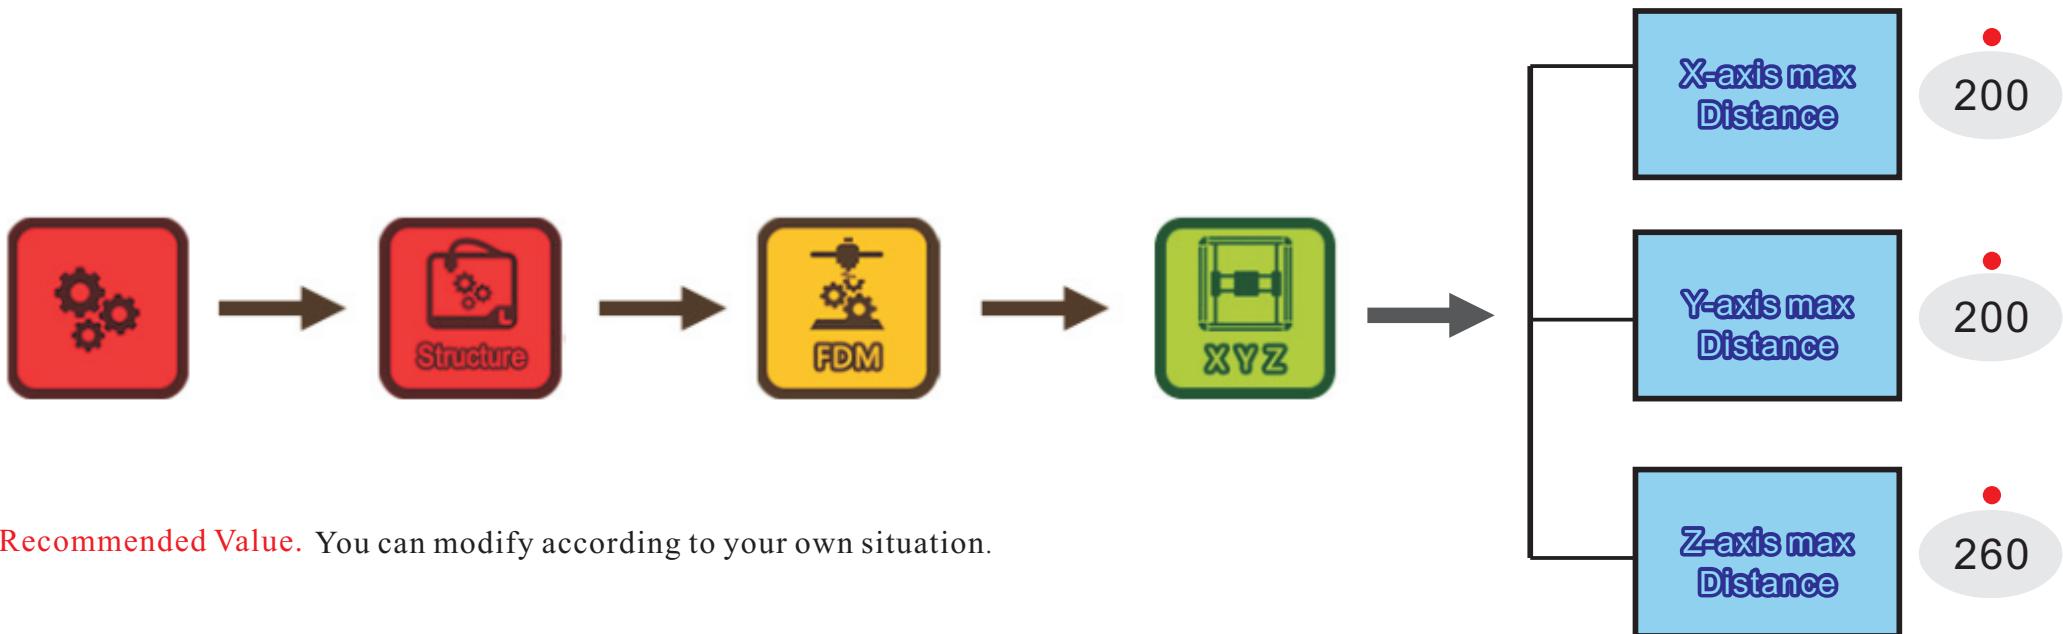 X-axis max
Distance
200
Y-axis max
Distance
200
Structure
FDM
X Y Z
Z-axis max
Distance
260
Recommended Value. You can modify according to your own situation.